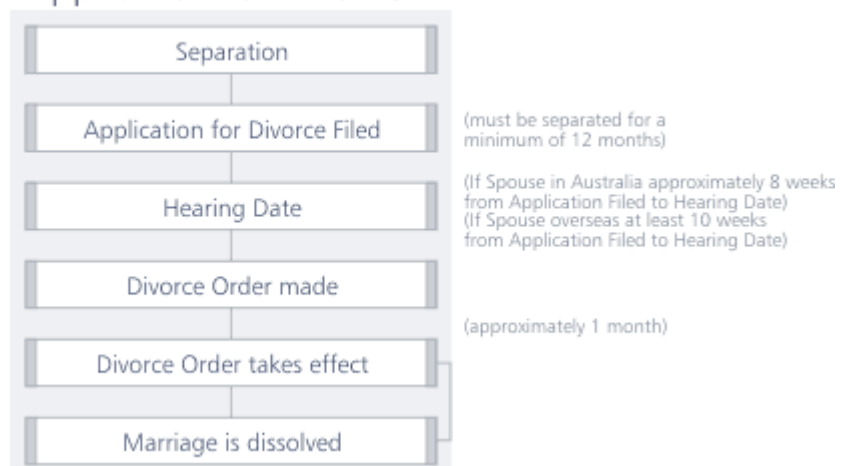 Separation
Application for Divorce Filed
(must be separated for a
minimum of 12 months)
Hearing Date
(If Spouse in Australia approximately 8 weeks
from Application Filed to Hearing Date)
(If Spouse overseas at least 10 weeks
from Application Filed to Hearing Date)
Divorce Order made
(approximately 1 month)
Divorce Order takes effect
Marriage is dissolved